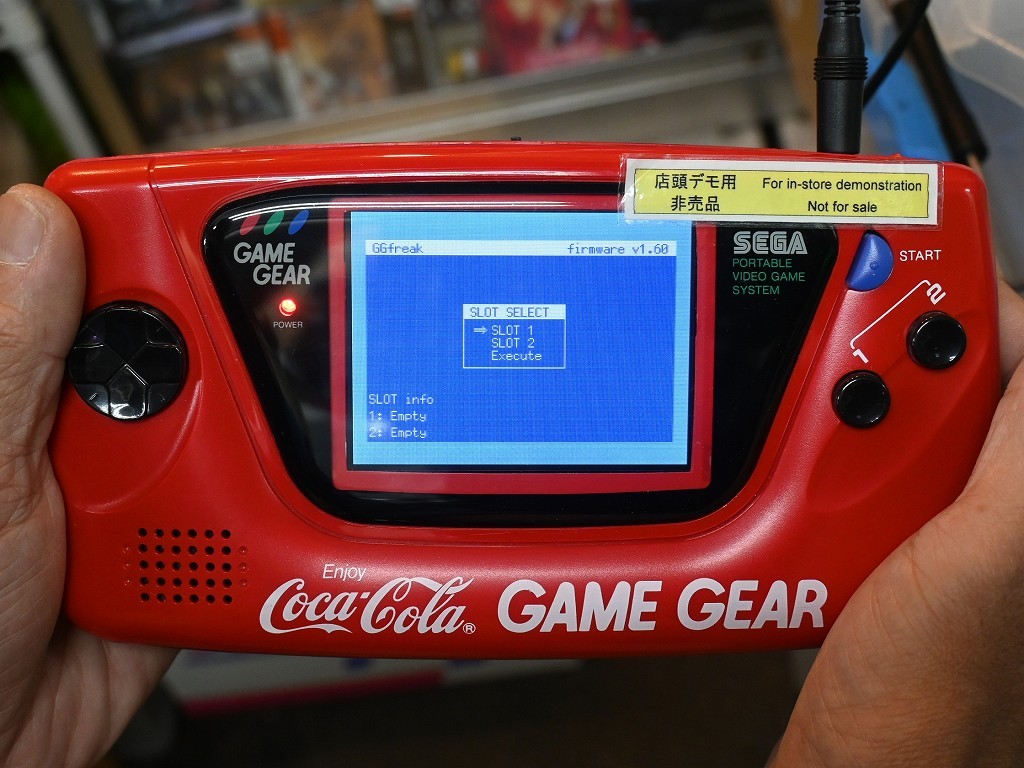 店頭デモ用 For in-store demonstration
非売品 Not for sale
GAME
GEAR
POWER
GGfreak firmware v1.60
SLOT SELECT
⇒ SLOT 1
SLOT 2
Execute
SLOT info
1: Empty
2: Empty
SEGA
PORTABLE
VIDEO GAME
SYSTEM
START
2
1
Enjoy
Coca-Cola® GAME GEAR